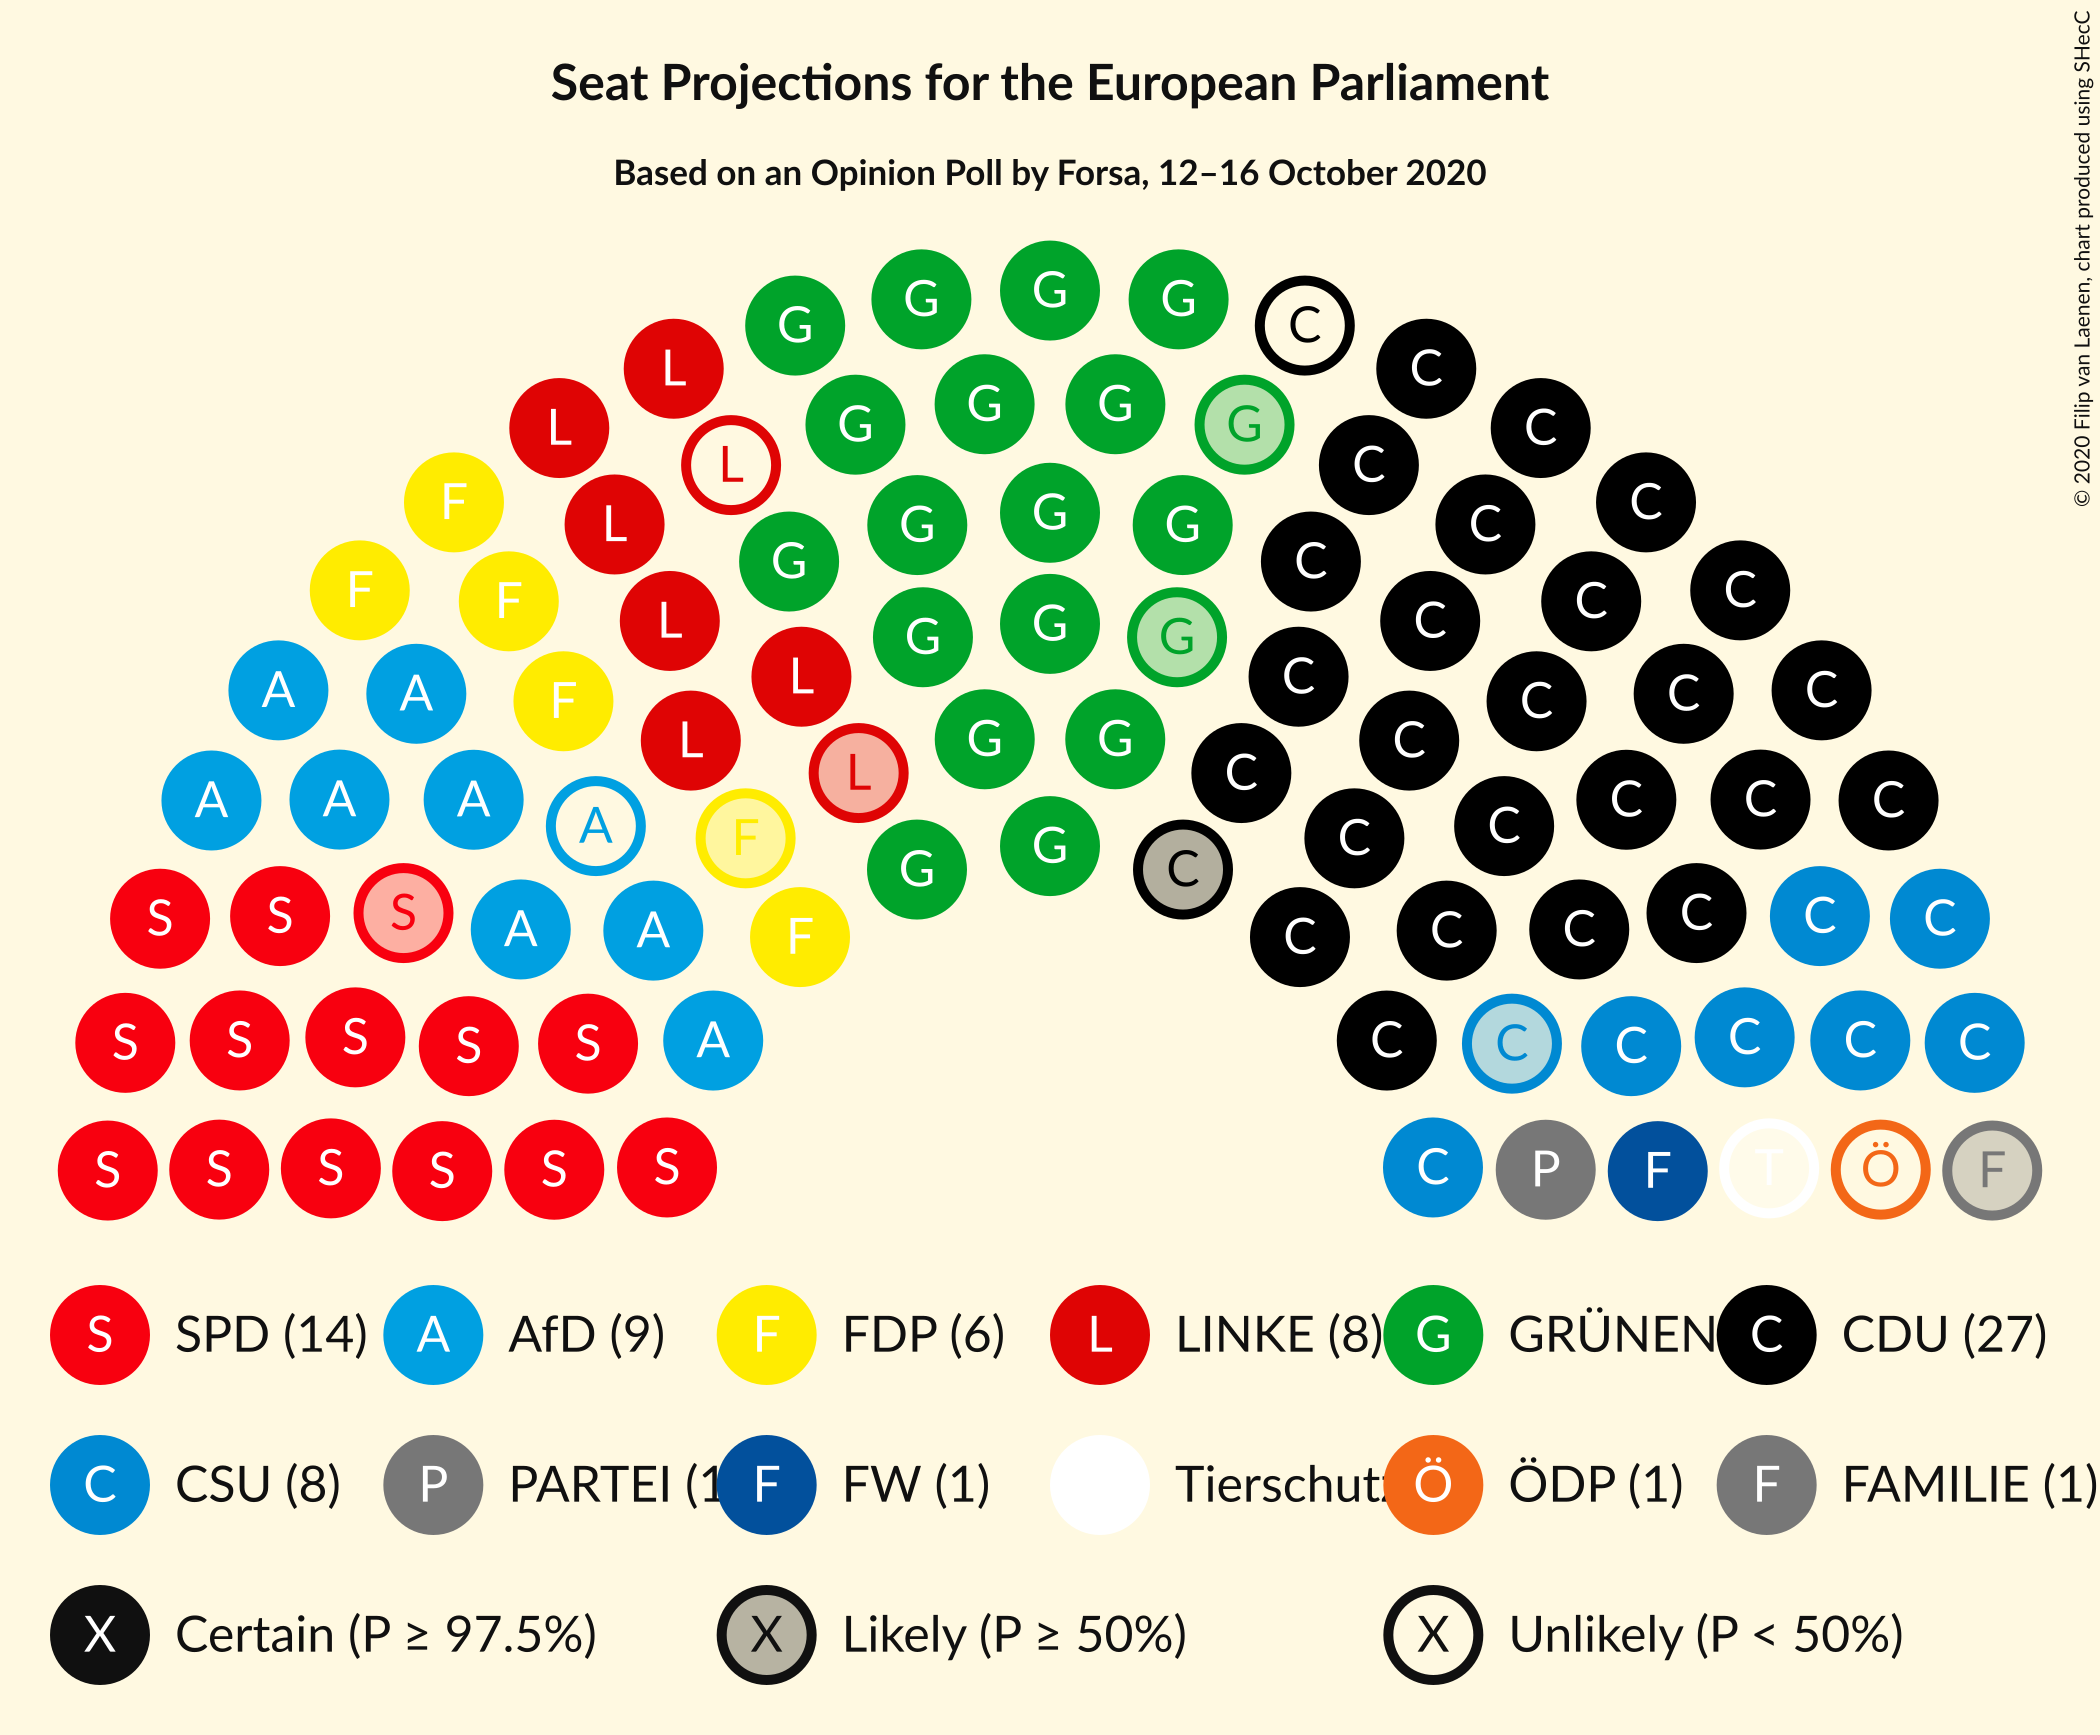 Seat Projections for the European Parliament
Based on an Opinion Poll by Forsa, 12–16 October 2020
© 2020 Filip van Laenen, chart produced using SHecC
G G G G C
L G G G G C C
L L G G G C C
F L G G G C C C
F F L G G G G C C C C
A A F L L G G C C C C C
A A A A F L G G C C C C C C
S S S A A F C C C C C C
S S S S S A C C C C C C
S S S S S S C P F T Ö F
S SPD (14) A AfD (9) F FDP (6) L LINKE (8) G GRÜNEN C CDU (27)
C CSU (8) P PARTEI (1 F FW (1) Tierschutz Ö ÖDP (1) F FAMILIE (1)
X Certain (P ≥ 97.5%) X Likely (P ≥ 50%) X Unlikely (P < 50%)